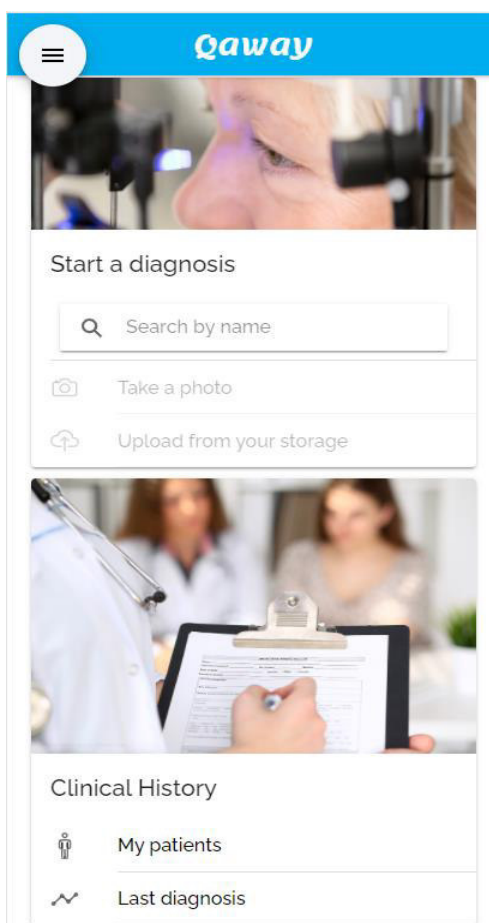 Qaway
Start a diagnosis
Search by name
Take a photo
Upload from your storage
Clinical History
My patients
Last diagnosis